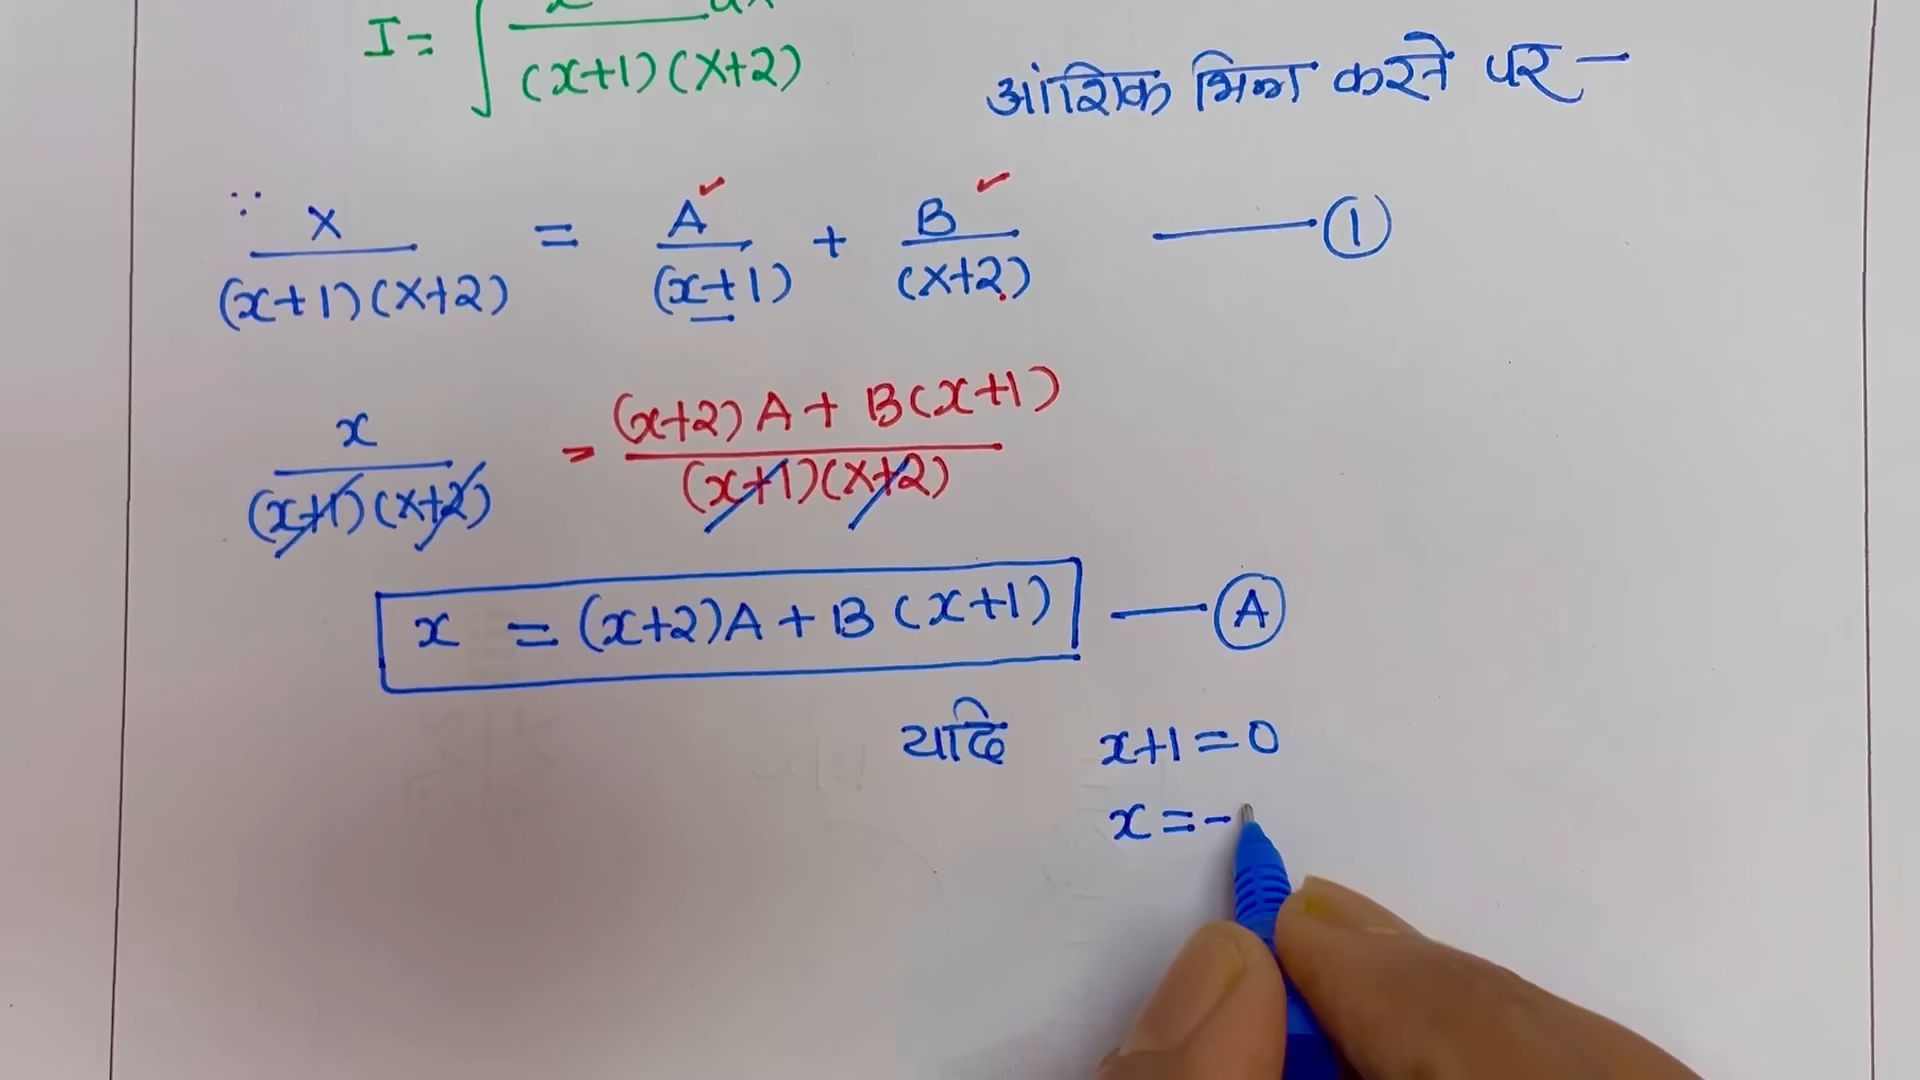 I = ∫ x dx / (x+1)(x+2)
आंशिक भिन्न करने पर —
∵ x / (x+1)(x+2) = A / (x+1) + B / (x+2) —— ①
x / (x+1)(x+2) = (x+2)A + B(x+1) / (x+1)(x+2)
x = (x+2)A + B(x+1) —— Ⓐ
यदि x+1=0
x = -